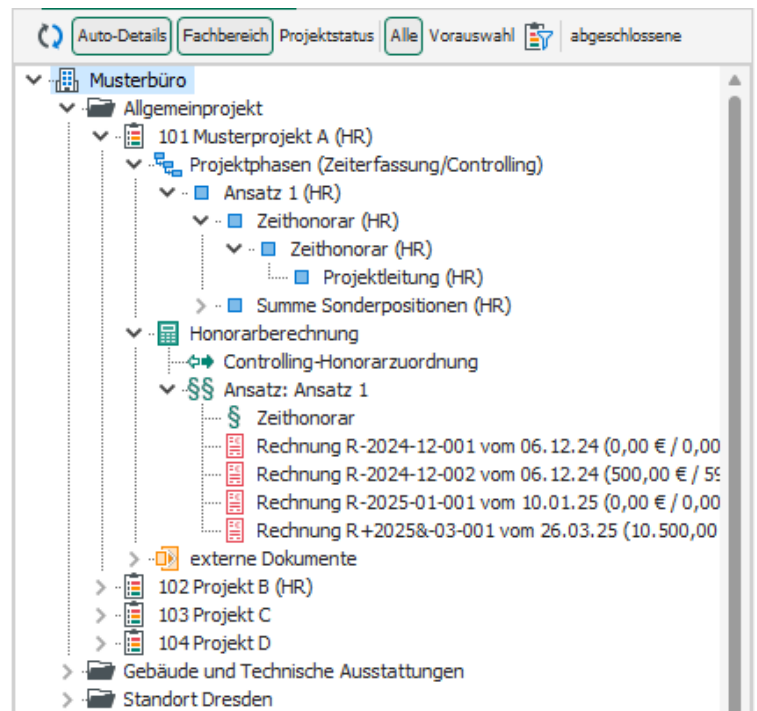 Auto-Details Fachbereich Projektstatus Alle Vorauswahl abgeschlossene
Musterbüro
Allgemeinprojekt
101 Musterprojekt A (HR)
Projektphasen (Zeiterfassung/Controlling)
Ansatz 1 (HR)
Zeithonorar (HR)
Zeithonorar (HR)
Projektleitung (HR)
Summe Sonderpositionen (HR)
Honorarberechnung
Controlling-Honorarzuordnung
§§ Ansatz: Ansatz 1
§ Zeithonorar
Rechnung R-2024-12-001 vom 06.12.24 (0,00 € / 0,00
Rechnung R-2024-12-002 vom 06.12.24 (500,00 € / 59
Rechnung R-2025-01-001 vom 10.01.25 (0,00 € / 0,00
Rechnung R+2025&-03-001 vom 26.03.25 (10.500,00
externe Dokumente
102 Projekt B (HR)
103 Projekt C
104 Projekt D
Gebäude und Technische Ausstattungen
Standort Dresden